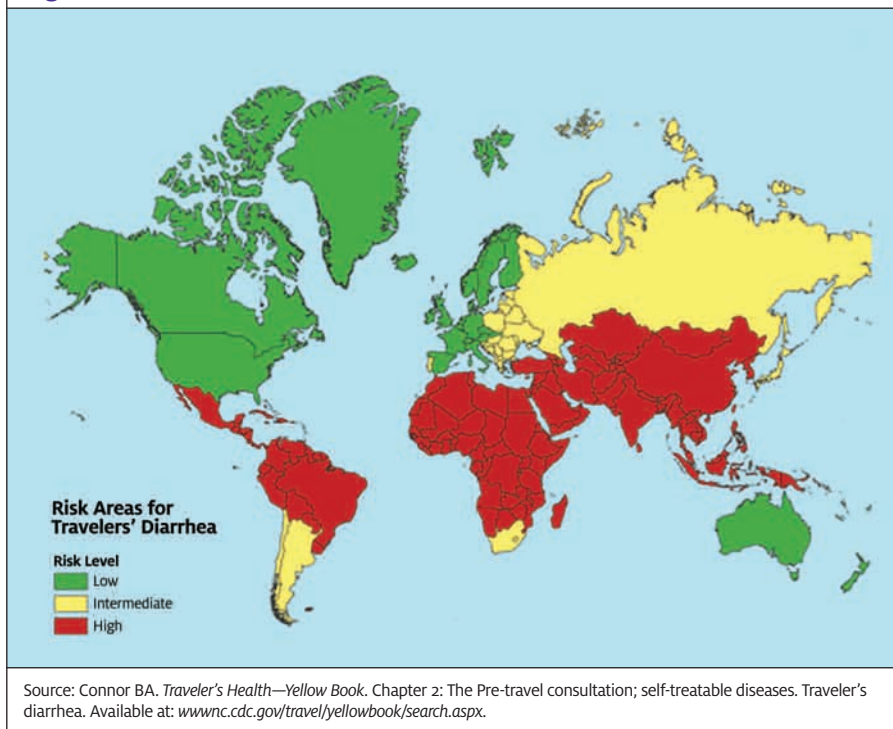 Risk Areas for
Travelers' Diarrhea
Risk Level
Low
Intermediate
High
Source: Connor BA. Traveler's Health—Yellow Book. Chapter 2: The Pre-travel consultation; self-treatable diseases. Traveler's
diarrhea. Available at: wwwnc.cdc.gov/travel/yellowbook/search.aspx.